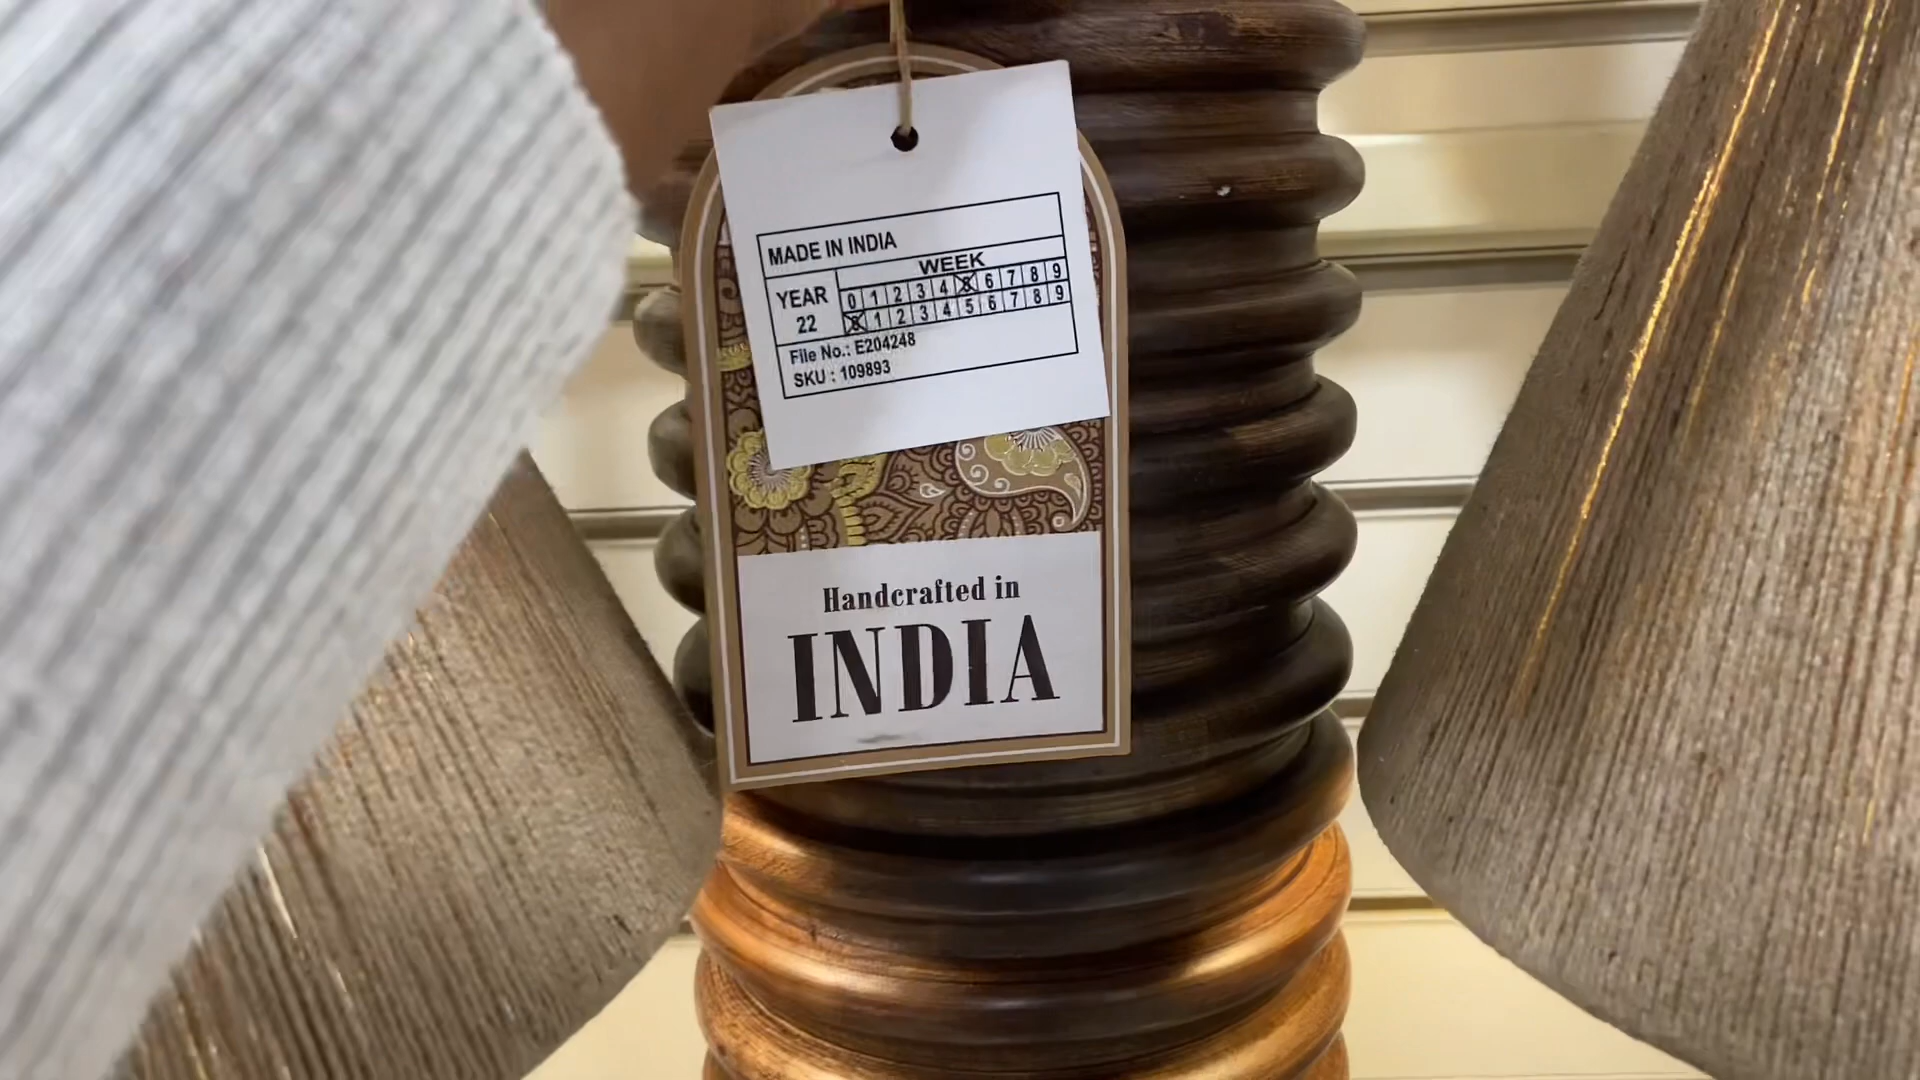 MADE IN INDIA
WEEK
YEAR
22
0 1 2 3 4 5 6 7 8 9
0 1 2 3 4 5 6 7 8 9
File No.: E204248
SKU : 109893
Handcrafted in
INDIA